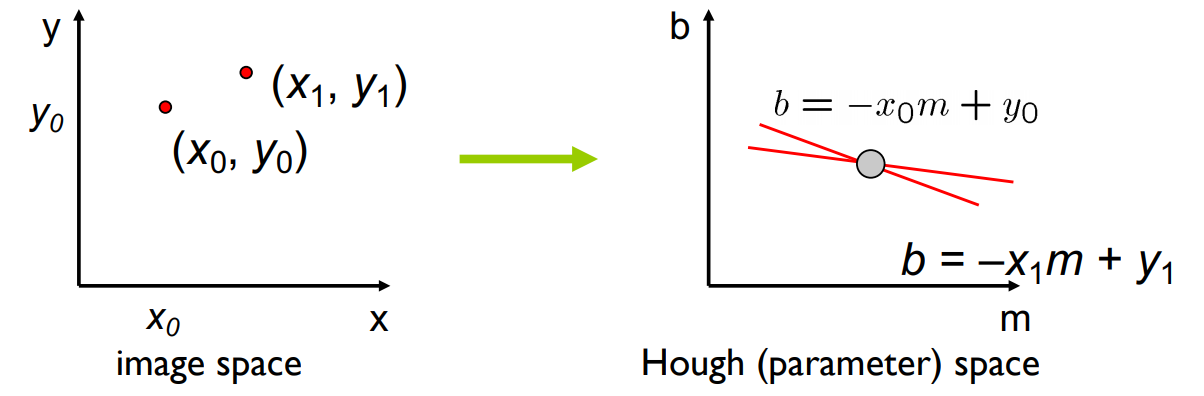 y
y₀
(x₁, y₁)
(x₀, y₀)
x₀
x
image space
b
b = −x₀m + y₀
b = –x₁m + y₁
m
Hough (parameter) space